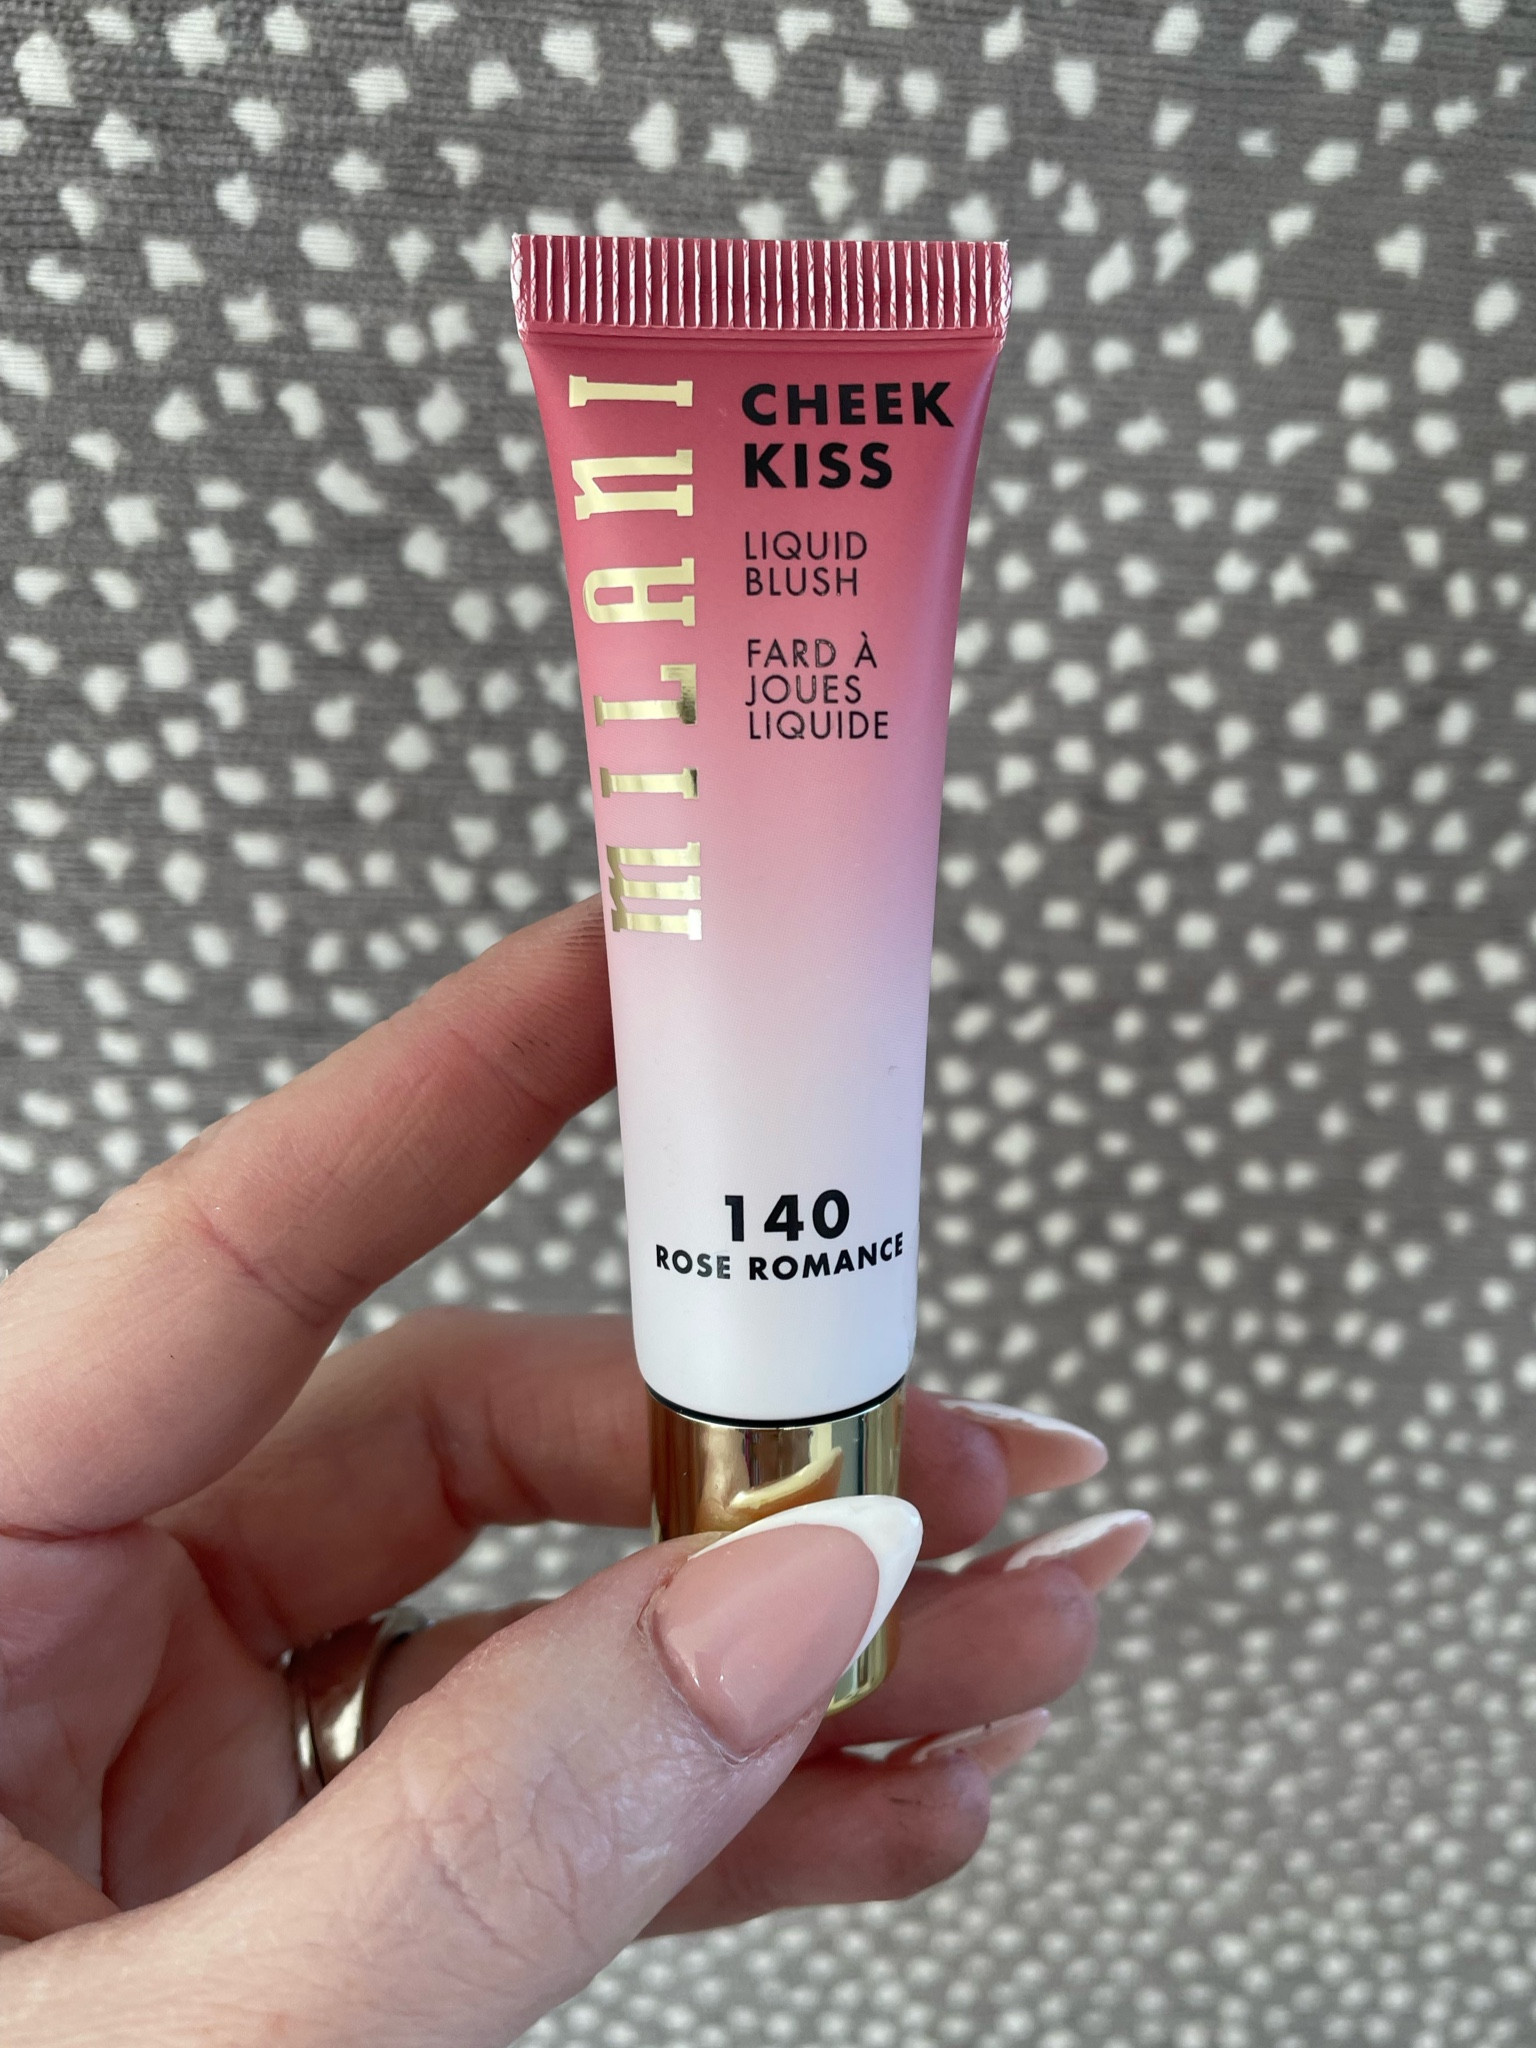 MILANI
CHEEK
KISS
LIQUID
BLUSH
FARD À
JOUES
LIQUIDE
140
ROSE ROMANCE